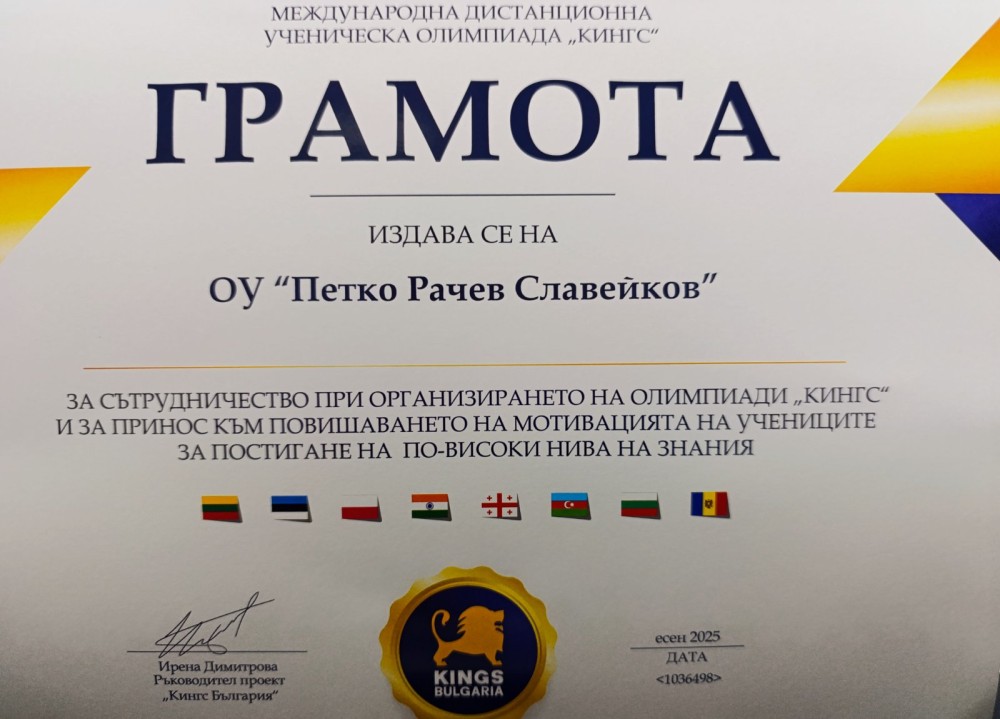 МЕЖДУНАРОДНА ДИСТАНЦИОННА
УЧЕНИЧЕСКА ОЛИМПИАДА „КИНГС“
ГРАМОТА
ИЗДАВА СЕ НА
ОУ “Петко Рачев Славейков”
ЗА СЪТРУДНИЧЕСТВО ПРИ ОРГАНИЗИРАНЕТО НА ОЛИМПИАДИ „КИНГС“
И ЗА ПРИНОС КЪМ ПОВИШАВАНЕТО НА МОТИВАЦИЯТА НА УЧЕНИЦИТЕ
ЗА ПОСТИГАНЕ НА ПО-ВИСОКИ НИВА НА ЗНАНИЯ
Ирена Димитрова
Ръководител проект
„Кингс България“
KINGS
BULGARIA
есен 2025
ДАТА
<1036498>